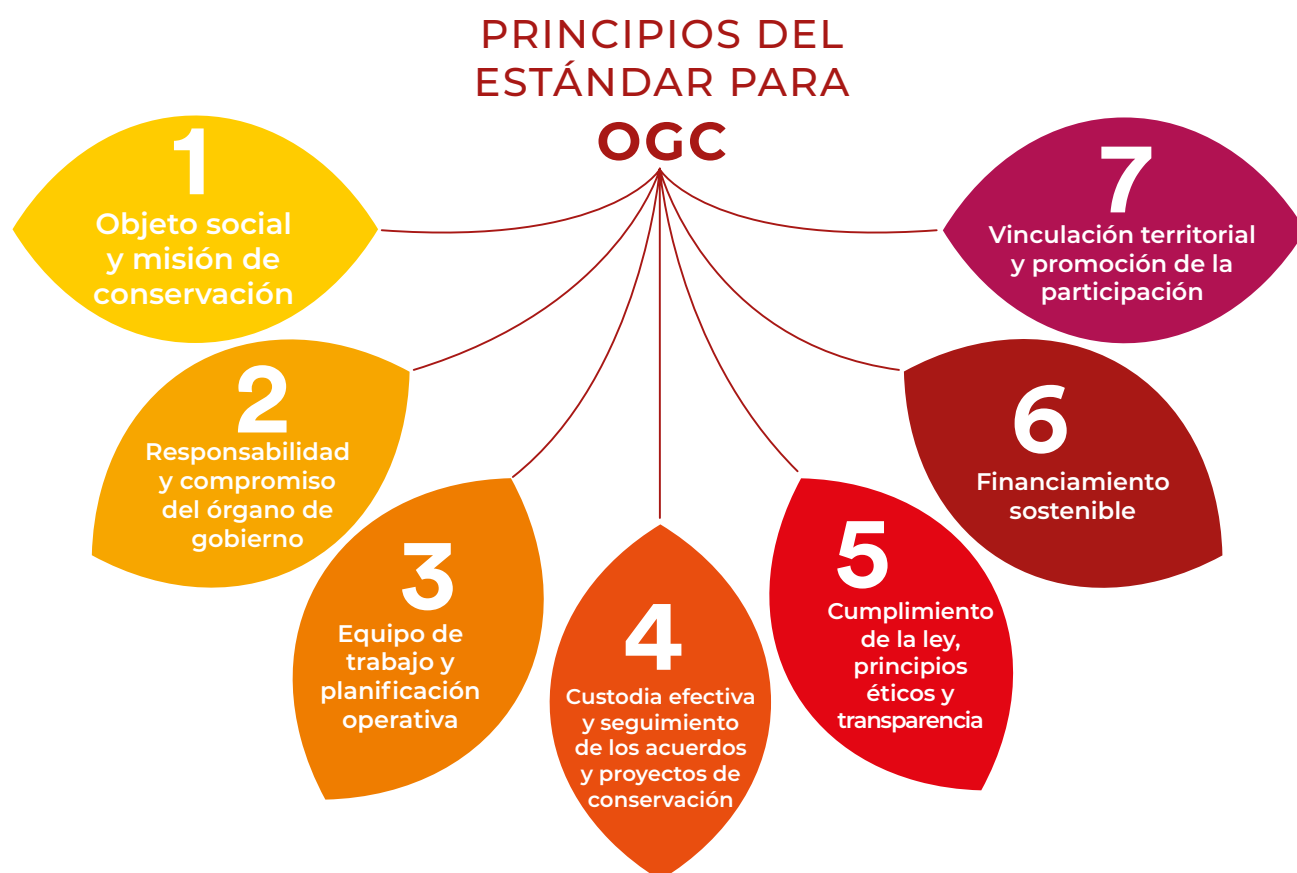 PRINCIPIOS DEL
ESTÁNDAR PARA
OGC
1
Objeto social
y misión de
conservación
2
Responsabilidad
y compromiso
del órgano de
gobierno
3
Equipo de
trabajo y
planificación
operativa
4
Custodia efectiva
y seguimiento
de los acuerdos
y proyectos de
conservación
5
Cumplimiento
de la ley,
principios
éticos y
transparencia
6
Financiamiento
sostenible
7
Vinculación territorial
y promoción de la
participación